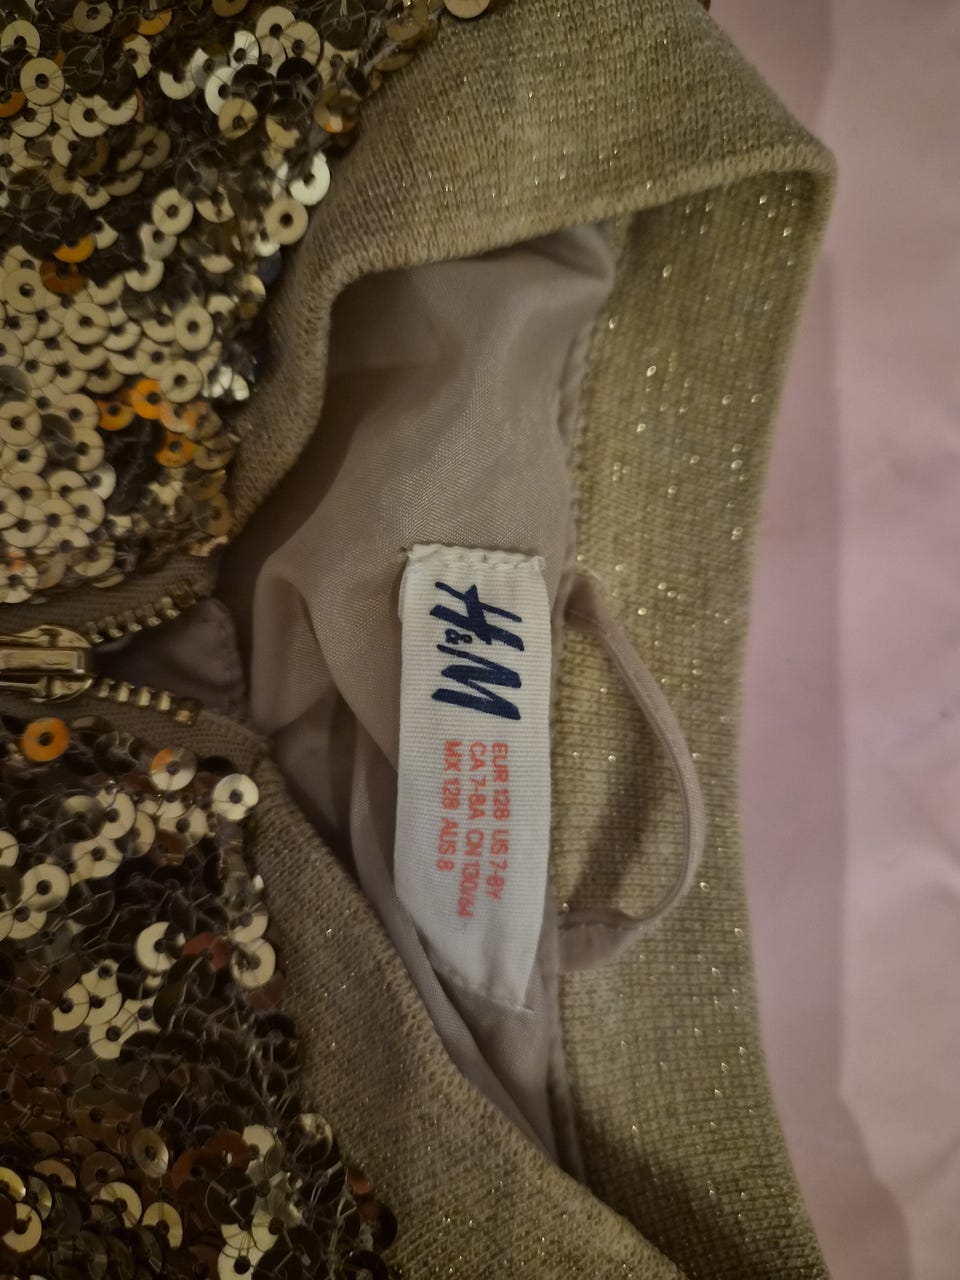 H&M
EUR 128 US 7-8Y
CA 7-8A CN 130/64
MX 128 AUS 8